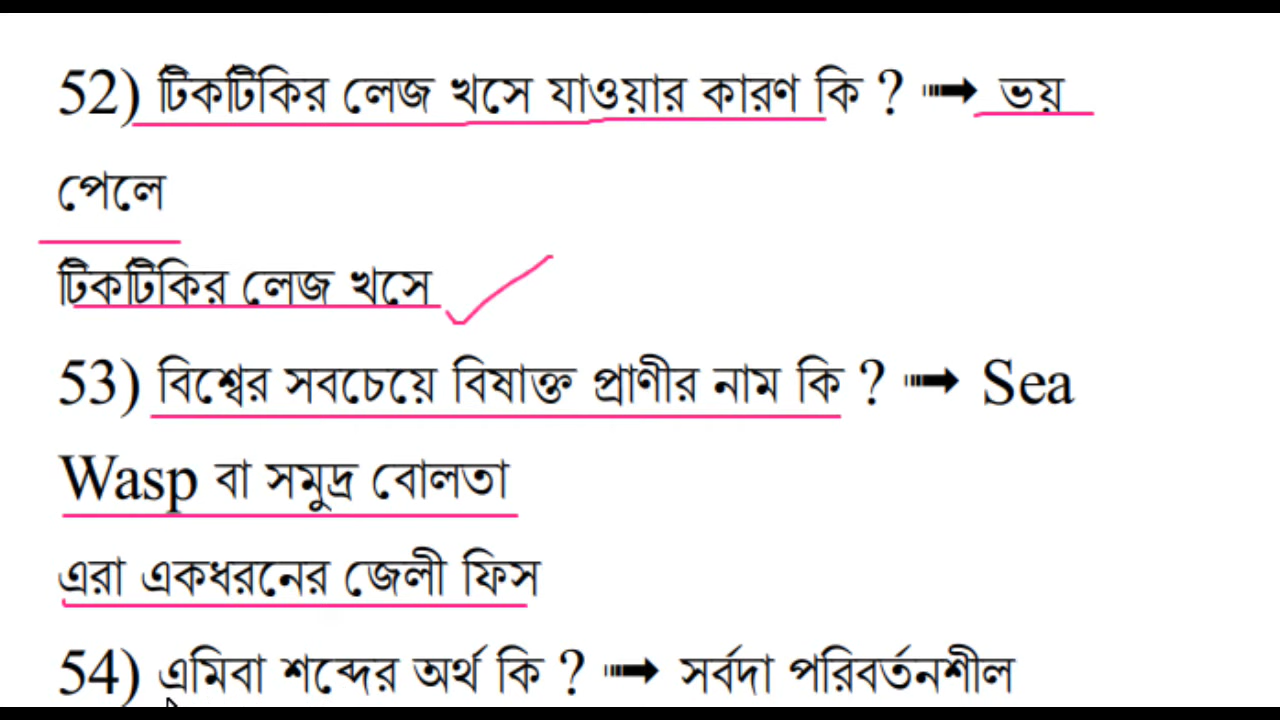 52) টিকটিকির লেজ খসে যাওয়ার কারণ কি ? ➟ ভয়
পেলে
টিকটিকির লেজ খসে
53) বিশ্বের সবচেয়ে বিষাক্ত প্রাণীর নাম কি ? ➟ Sea
Wasp বা সমুদ্র বোলতা
এরা একধরনের জেলী ফিস
54) এমিবা শব্দের অর্থ কি ? ➟ সর্বদা পরিবর্তনশীল